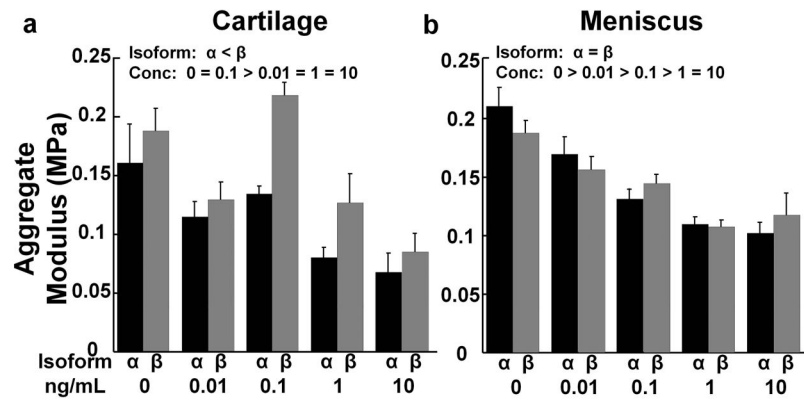 a Cartilage
Isoform: α < β
Conc: 0 = 0.1 > 0.01 = 1 = 10
Aggregate
Modulus (MPa)
0.25
0.2
0.15
0.1
0.05
0
Isoform α β α β α β α β α β
ng/mL 0 0.01 0.1 1 10
b Meniscus
Isoform: α = β
Conc: 0 > 0.01 > 0.1 > 1 = 10
0.25
0.2
0.15
0.1
0.05
0
α β α β α β α β α β
0 0.01 0.1 1 10